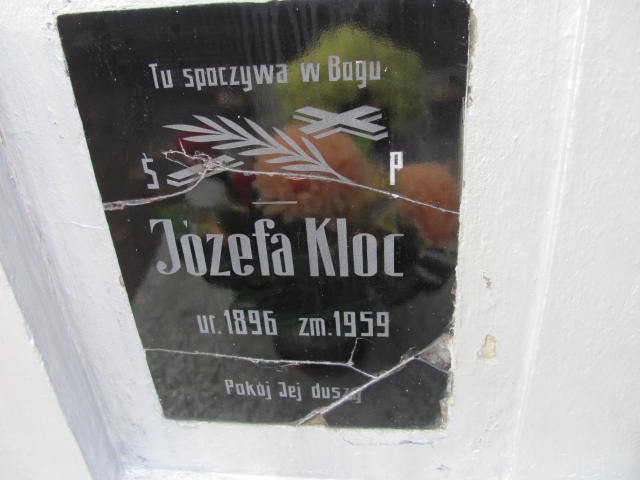 Tu spoczywa w Bogu
Ś P
Józefa Kloc
ur. 1896 zm. 1959
Pokój Jej duszy